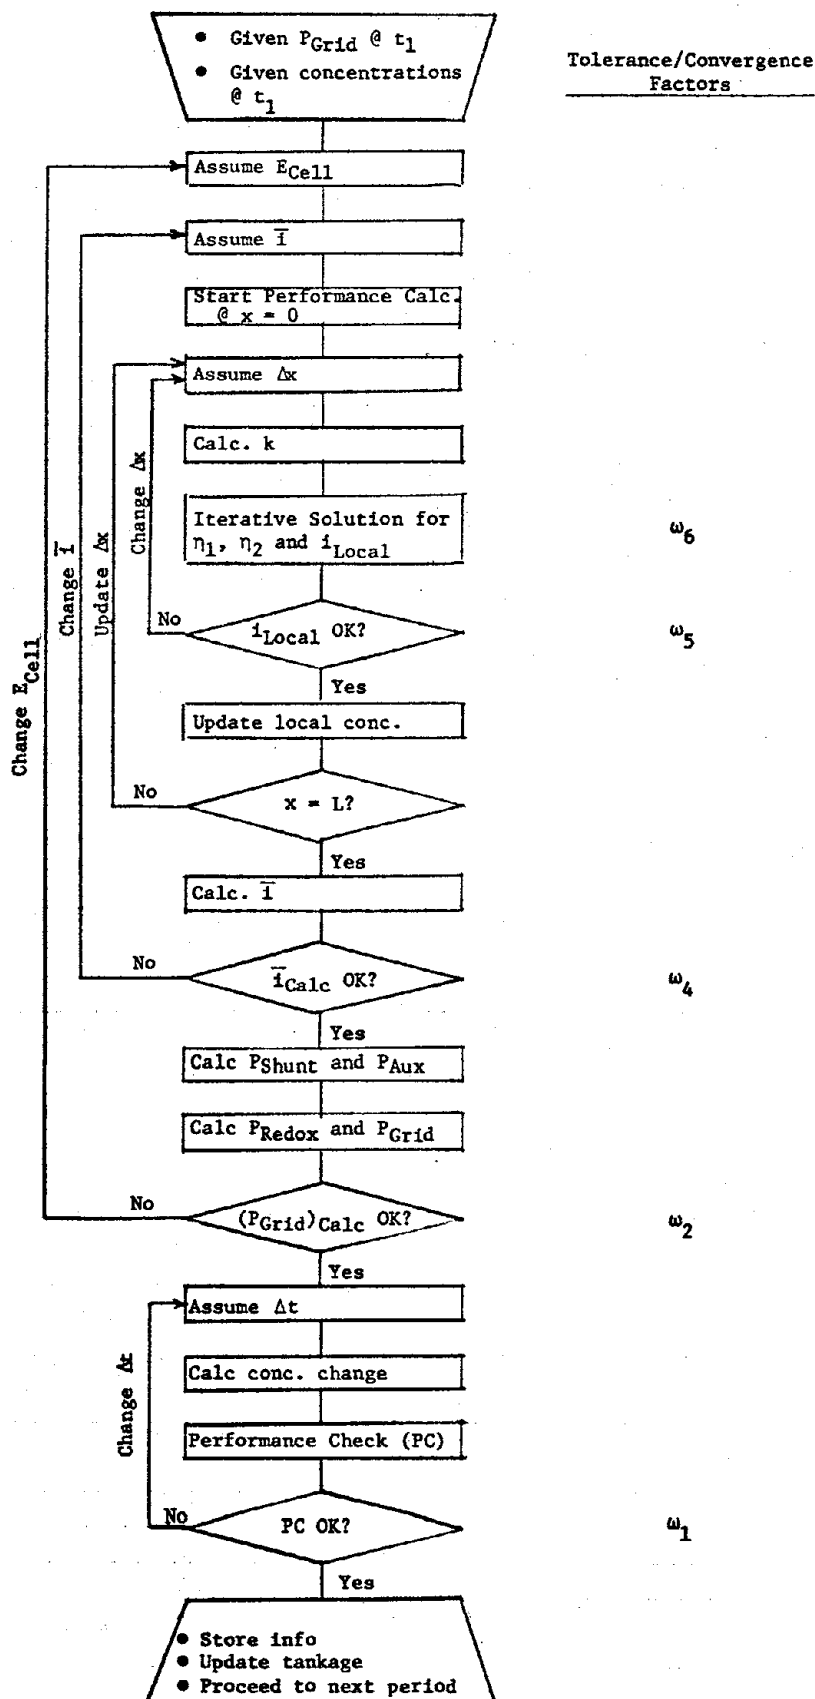 ● Given P_Grid @ t_1
● Given concentrations
@ t_1
Tolerance/Convergence
Factors
Assume E_Cell
Assume i̅
Start Performance Calc.
@ x = 0
Assume Δx
Calc. k
Iterative Solution for
η_1, η_2 and i_Local
ω_6
i_Local OK?
ω_5
No
Yes
Change Δx
Update local conc.
x = L?
No
Yes
Update Δx
Calc. i̅
i̅_Calc OK?
ω_4
No
Yes
Change i̅
Calc P_Shunt and P_Aux
Calc P_Redox and P_Grid
(P_Grid)_Calc OK?
ω_2
No
Yes
Change E_Cell
Assume Δt
Calc conc. change
Performance Check (PC)
PC OK?
ω_1
No
Yes
Change Δt
● Store info
● Update tankage
● Proceed to next period